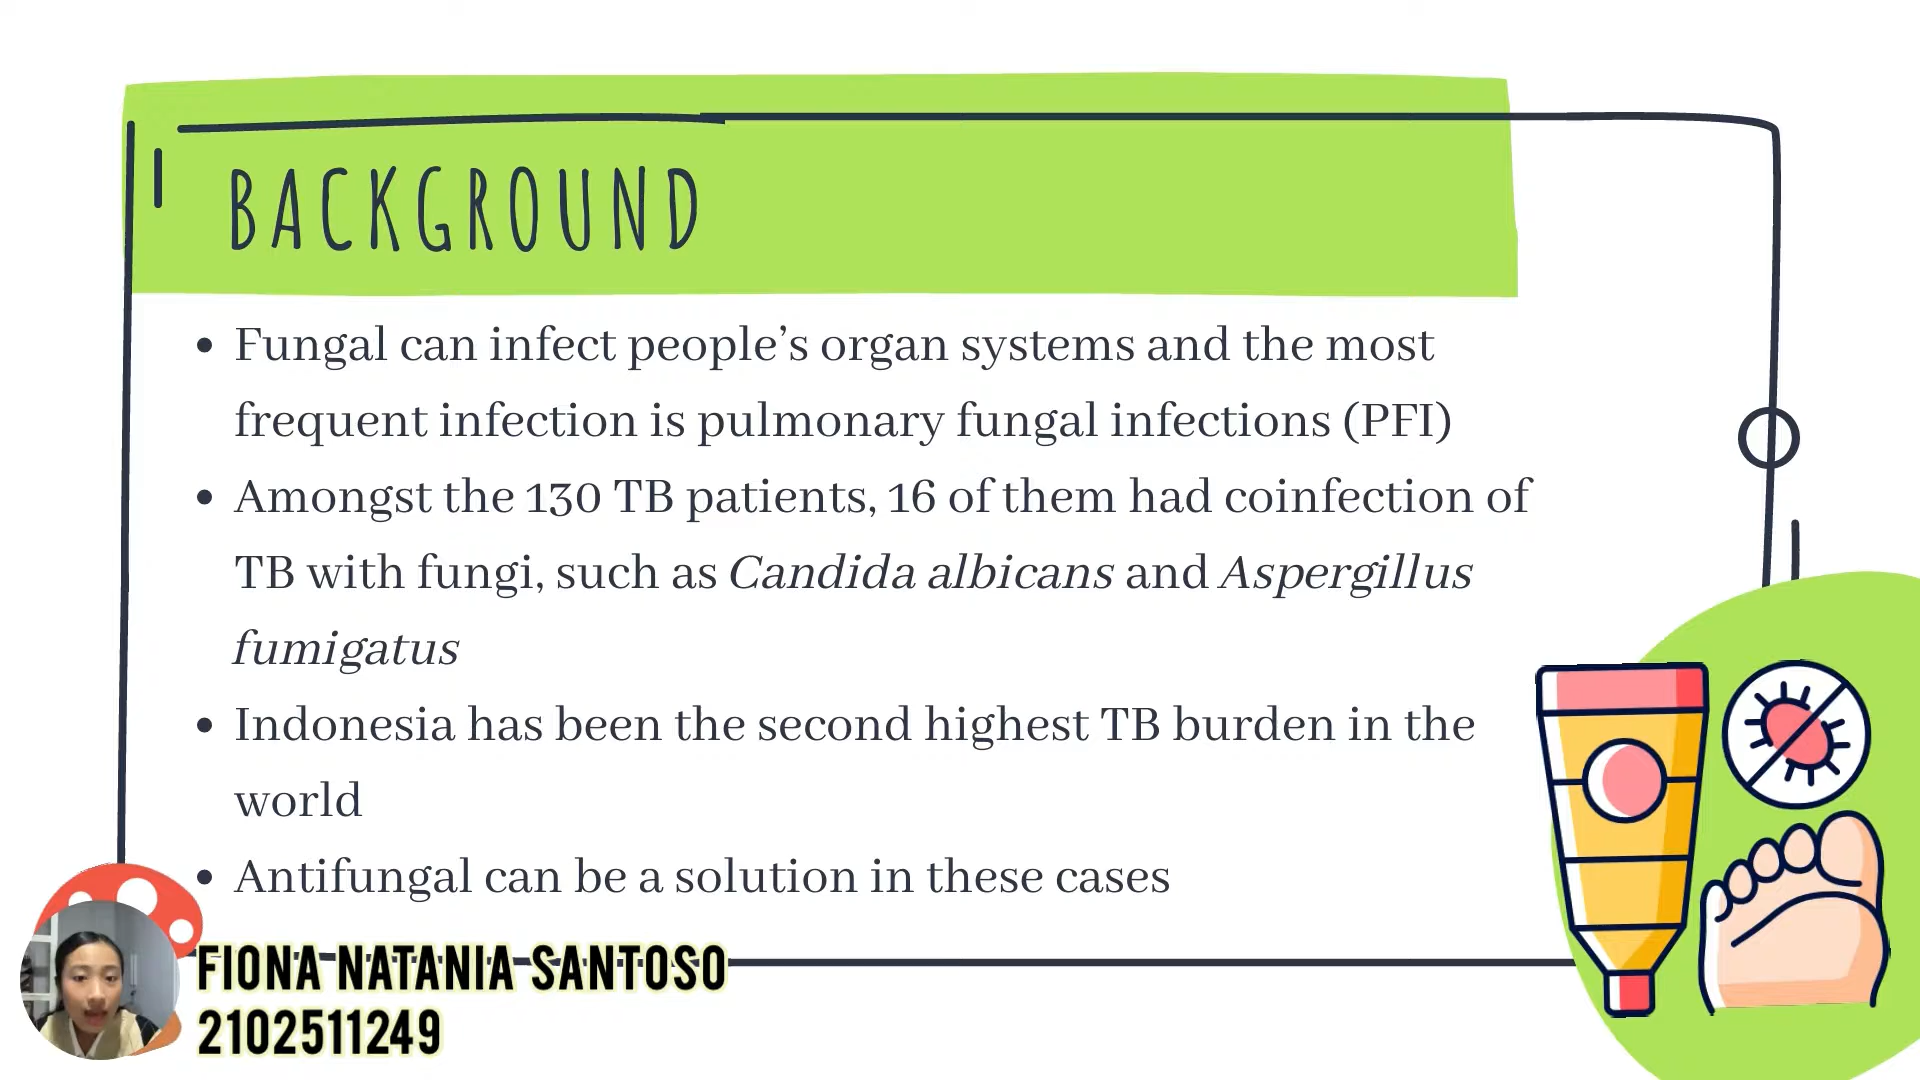 BACKGROUND
• Fungal can infect people’s organ systems and the most
frequent infection is pulmonary fungal infections (PFI)
• Amongst the 130 TB patients, 16 of them had coinfection of
TB with fungi, such as Candida albicans and Aspergillus
fumigatus
• Indonesia has been the second highest TB burden in the
world
• Antifungal can be a solution in these cases
FIONA NATANIA SANTOSO
2102511249